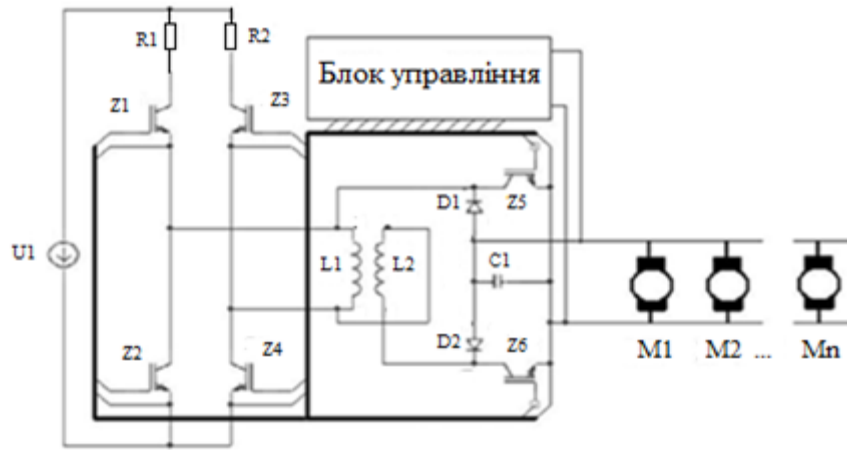 R1 R2
Блок управління
Z1 Z3
D1 Z5
U1 L1 L2 C1
D2 Z6
Z2 Z4
M1 M2 ... Mn